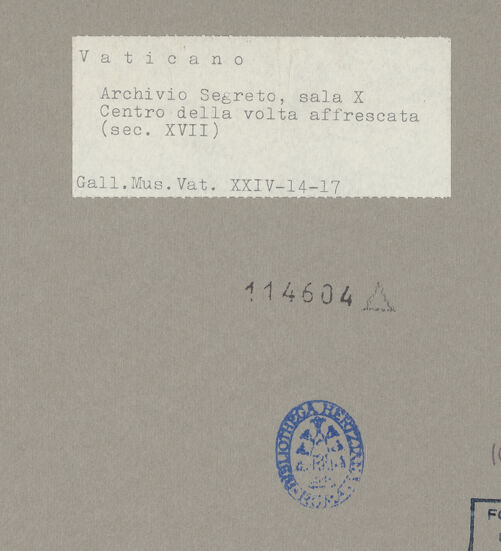 Vaticano
Archivio Segreto, sala X
Centro della volta affrescata
(sec. XVII)
Gall.Mus.Vat. XXIV-14-17
114604
BIBLIOTHECA HERTZIANA
ROMA